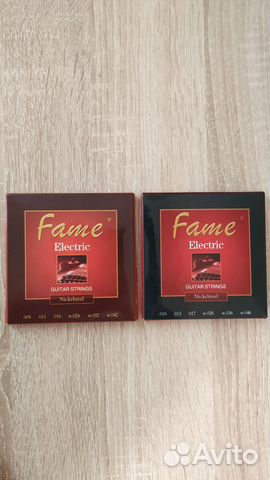 Fame®
Electric
GUITAR STRINGS
Nickelsteel
009 011 016 w.024 w.032 w.042
Fame®
Electric
GUITAR STRINGS
Nickelsteel
010 013 017 w.026 w.036 w.046
Avito